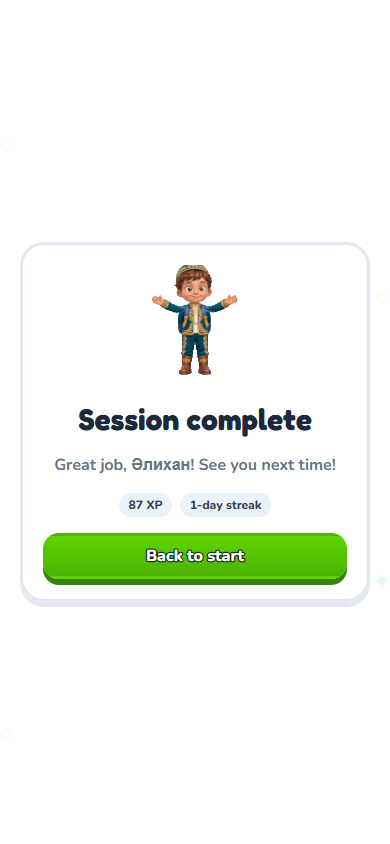 Session complete
Great job, Әлихан! See you next time!
87 XP
1-day streak
Back to start